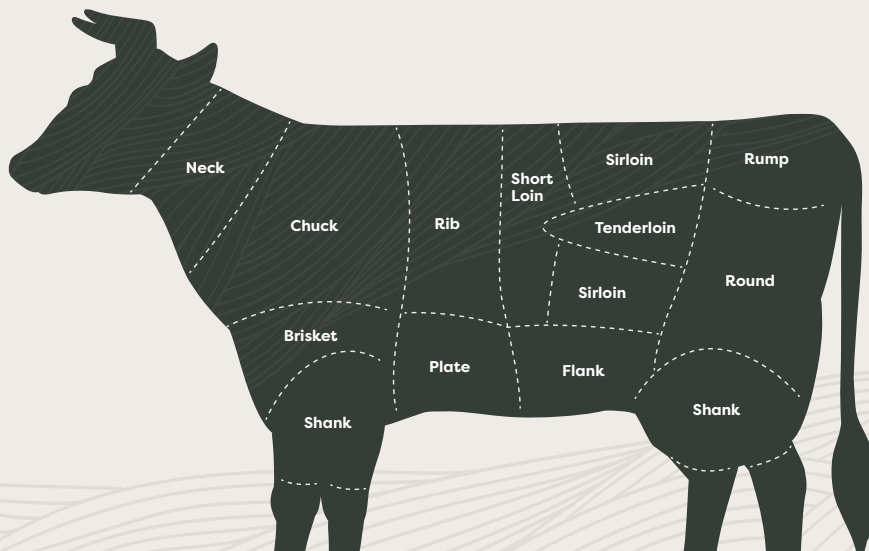 Neck
Chuck
Rib
Short
Loin
Sirloin
Tenderloin
Sirloin
Rump
Round
Brisket
Plate
Flank
Shank
Shank